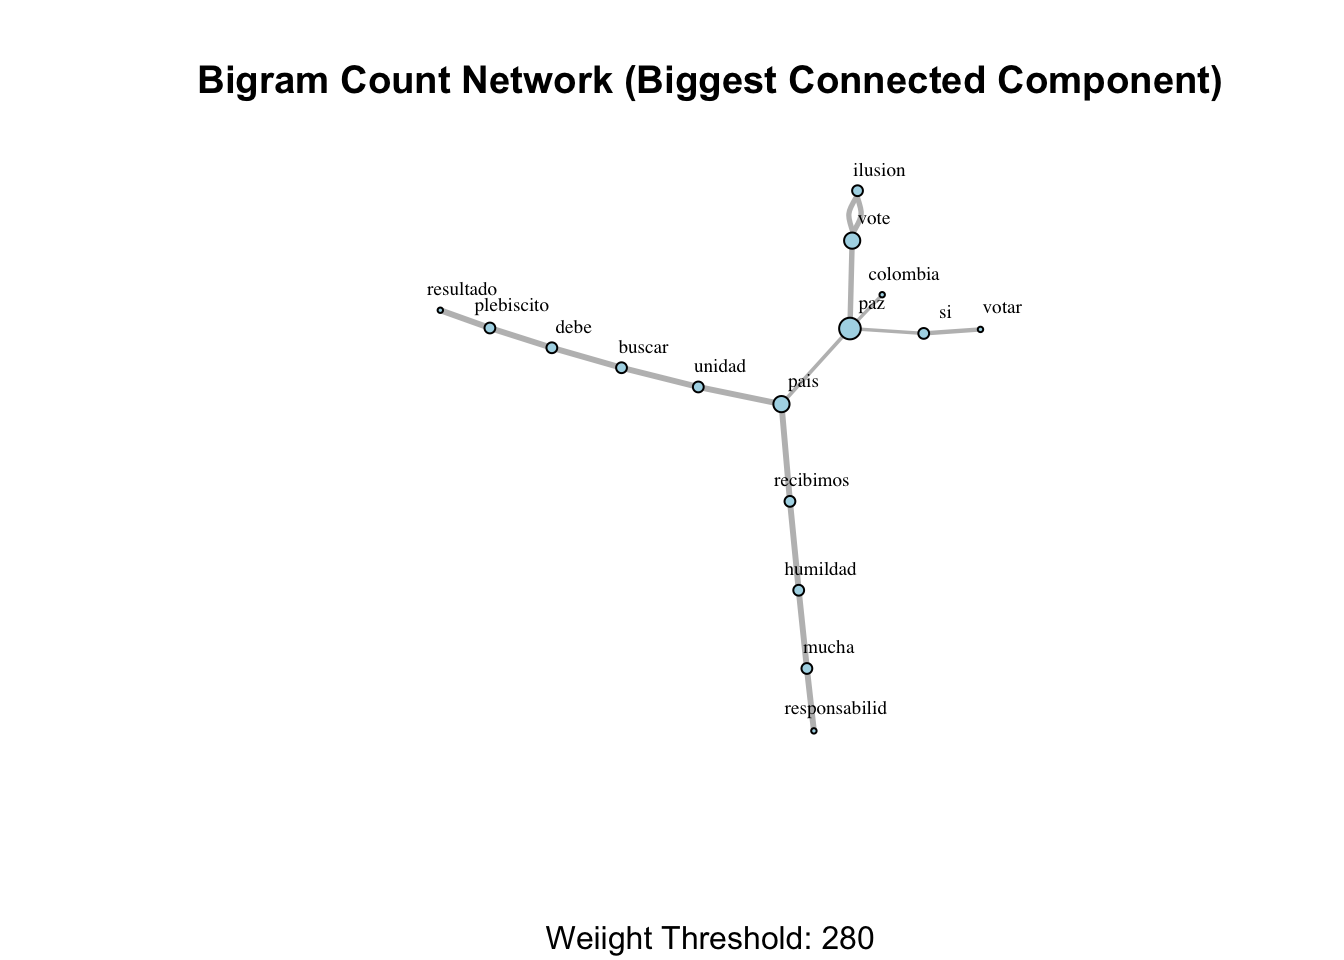 Bigram Count Network (Biggest Connected Component)
ilusion
vote
colombia
resultado
paz
plebiscito
votar
si
debe
buscar
unidad
pais
recibimos
humildad
mucha
responsabilid
Weiight Threshold: 280